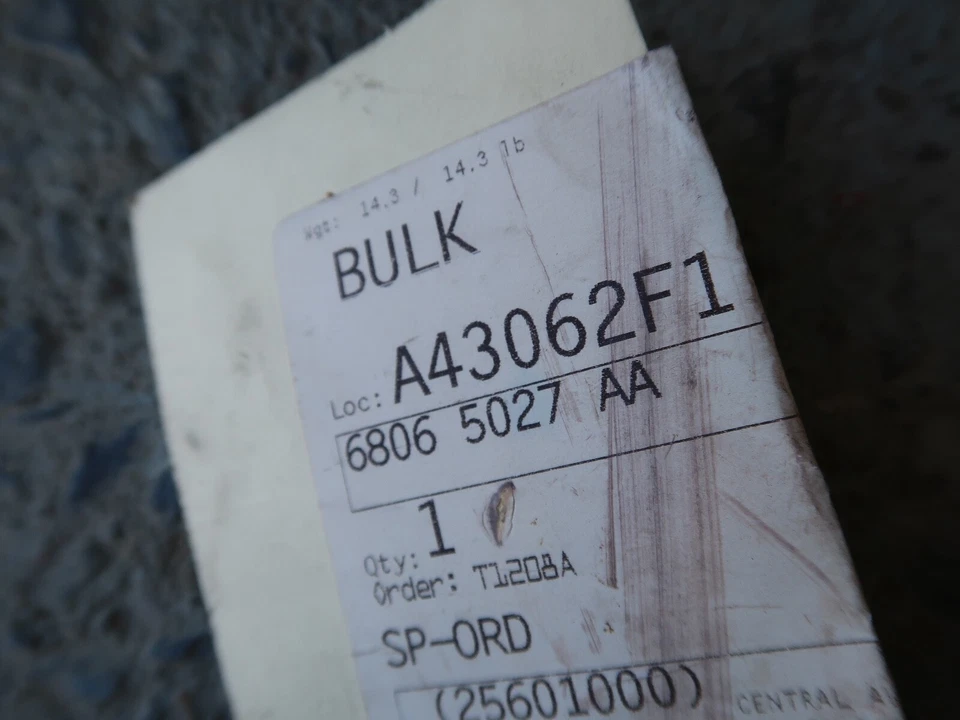 Wgt: 14.3 / 14.3 lb
BULK
Loc: A43062F1
6806 5027 AA
Qty: 1
Order: T1208A
SP-ORD
(25601000) CENTRAL